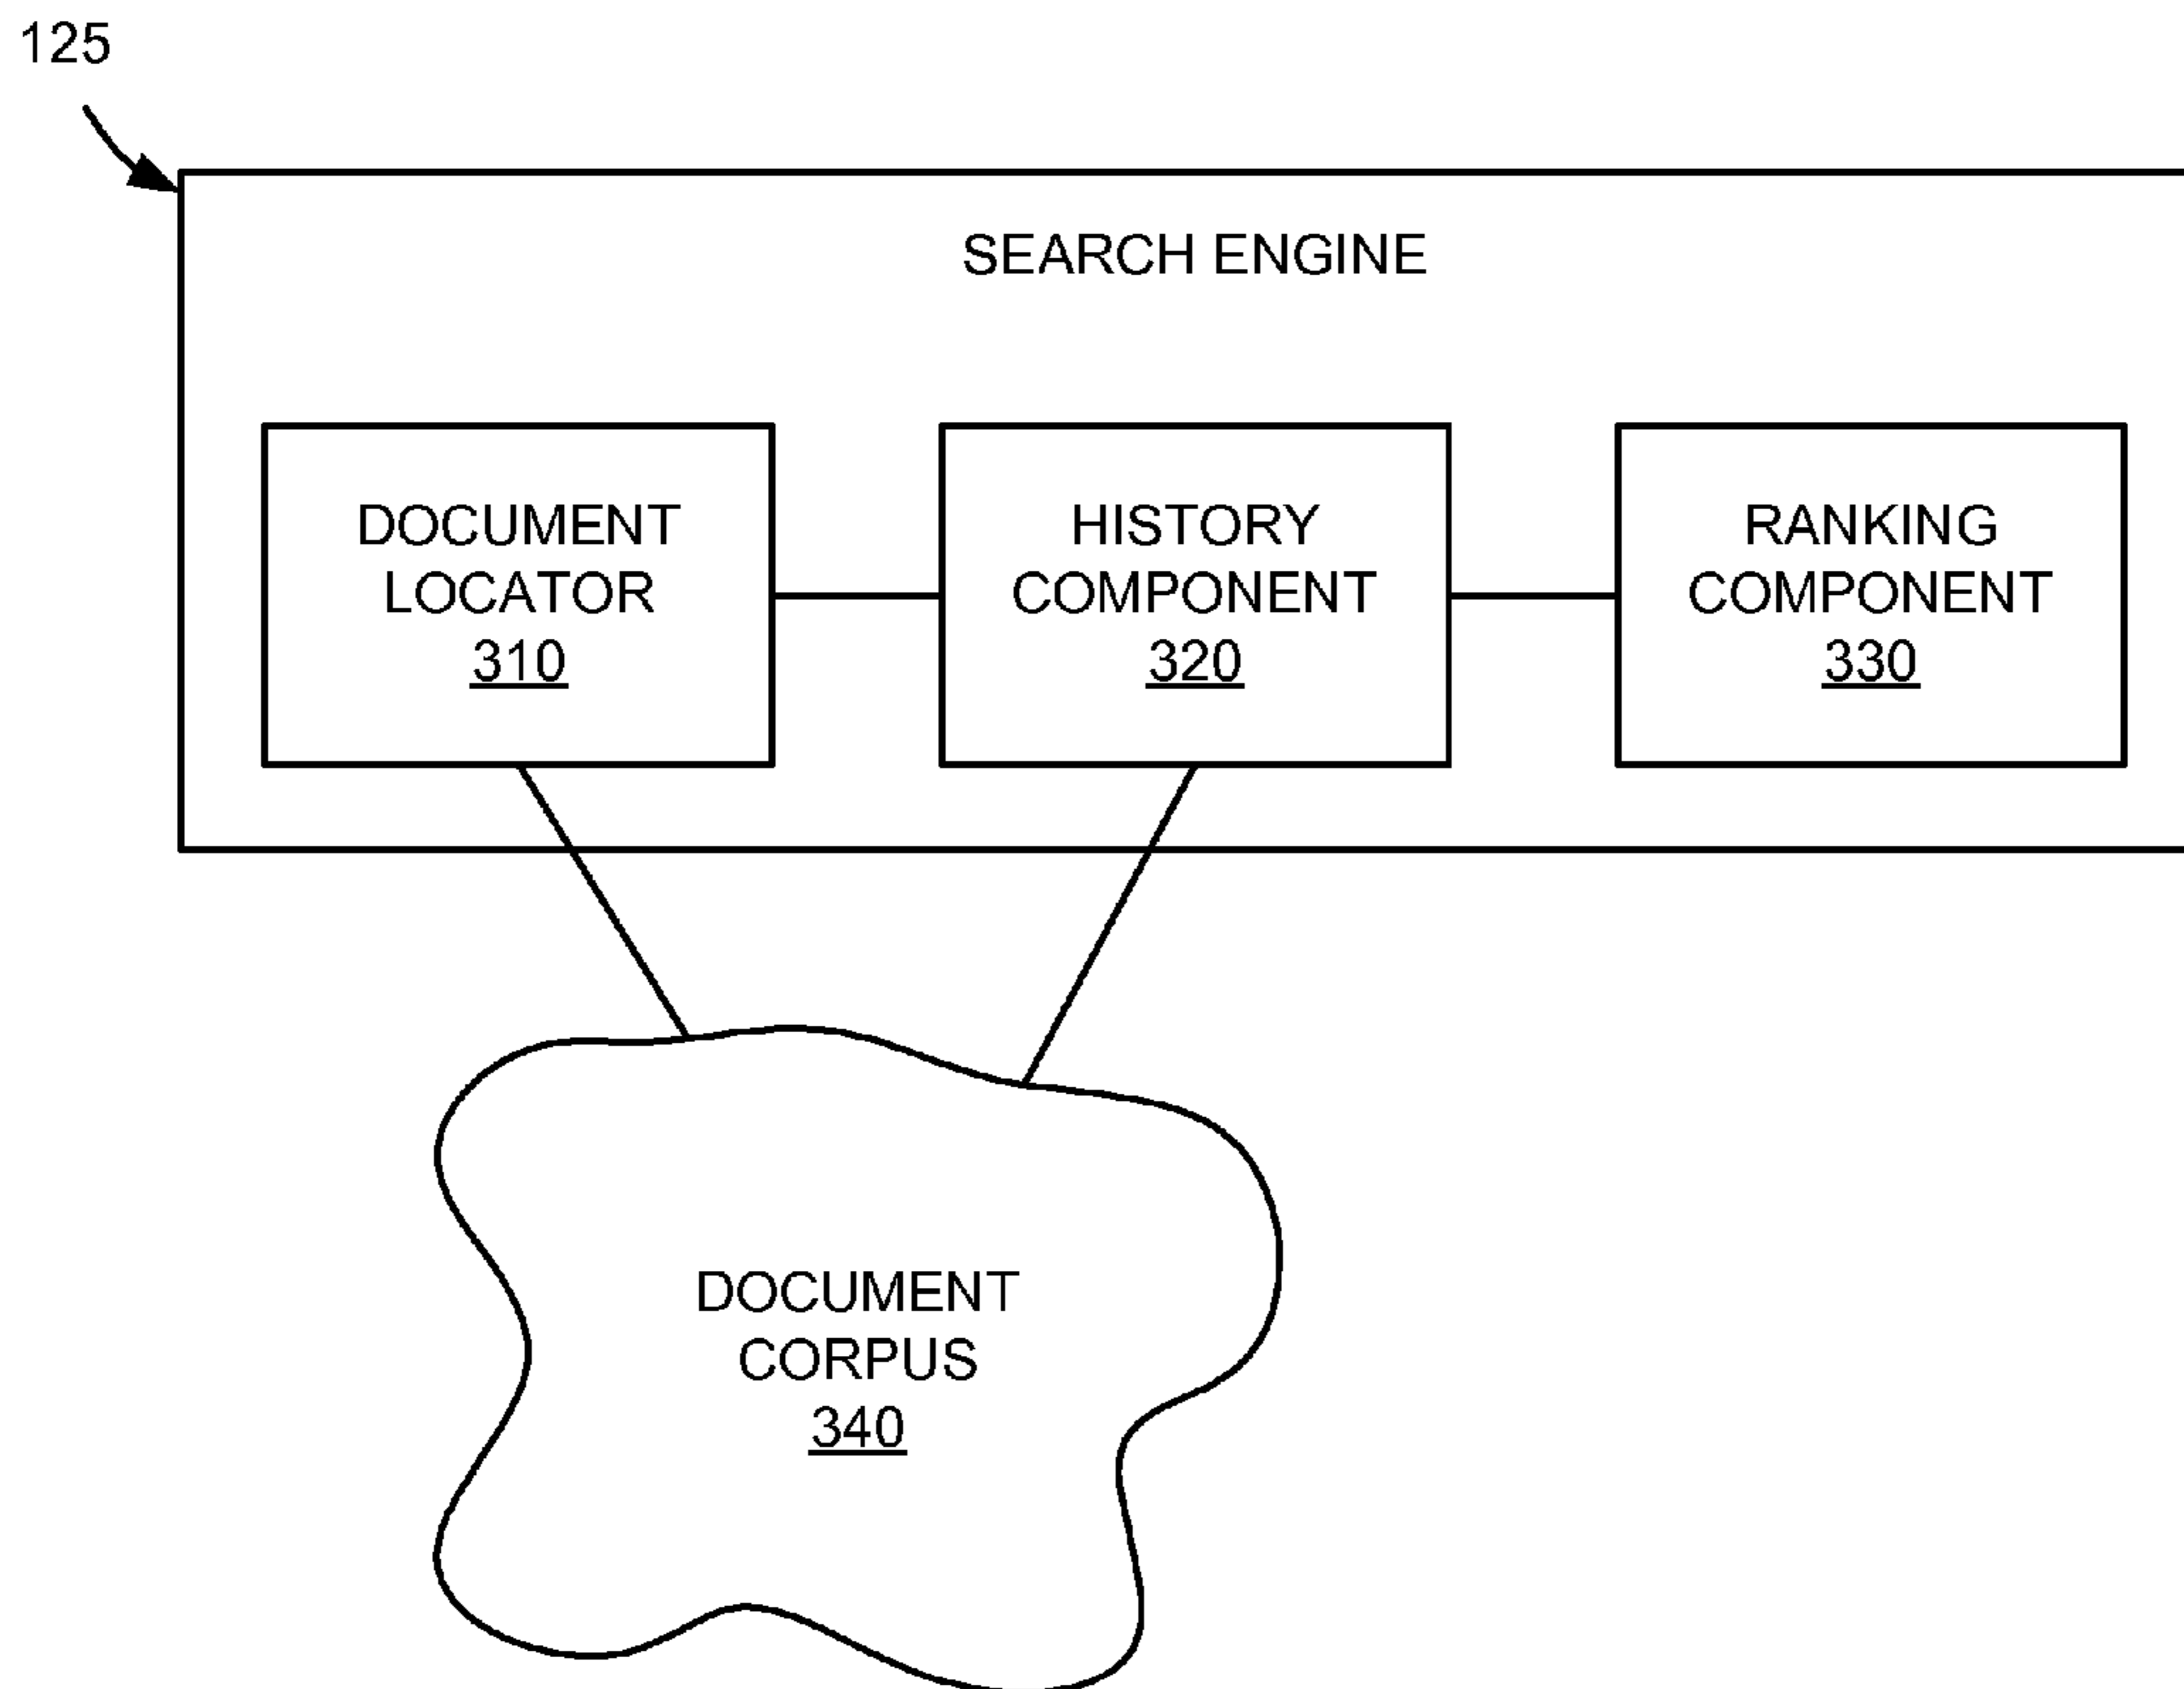 125
SEARCH ENGINE
DOCUMENT
LOCATOR
310
HISTORY
COMPONENT
320
RANKING
COMPONENT
330
DOCUMENT
CORPUS
340